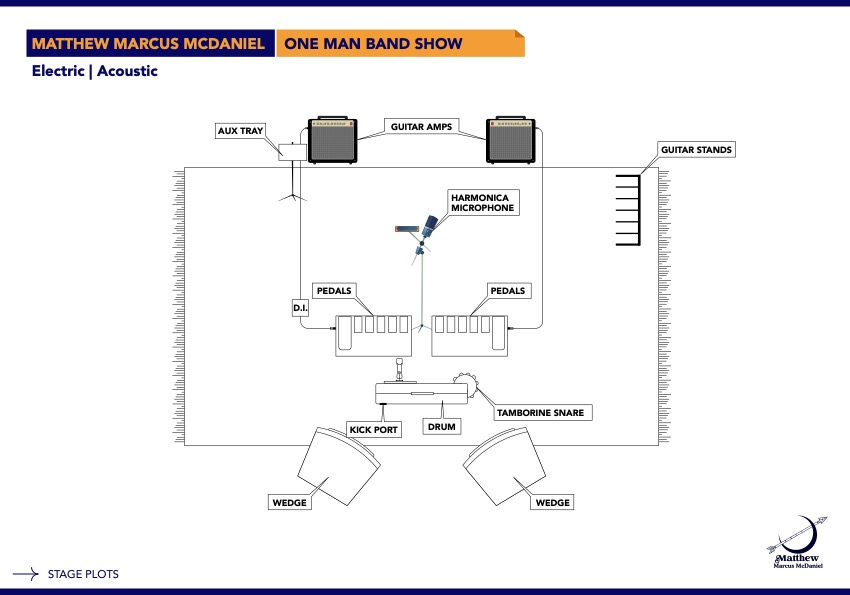 MATTHEW MARCUS MCDANIEL ONE MAN BAND SHOW
Electric | Acoustic
AUX TRAY
GUITAR AMPS
GUITAR STANDS
HARMONICA
MICROPHONE
PEDALS
PEDALS
D.I.
TAMBORINE SNARE
KICK PORT
DRUM
WEDGE
WEDGE
STAGE PLOTS
Matthew
Marcus McDaniel